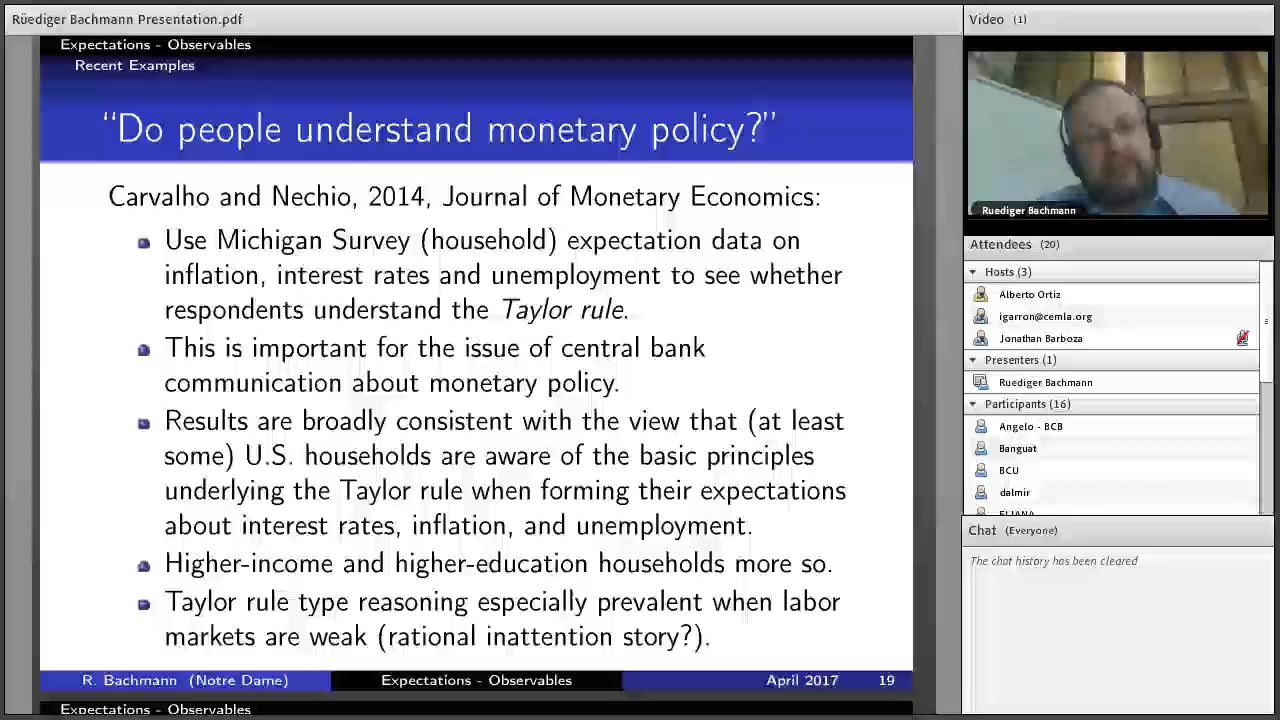 Rüediger Bachmann Presentation.pdf
Expectations - Observables
Recent Examples
“Do people understand monetary policy?”
Carvalho and Nechio, 2014, Journal of Monetary Economics:
Use Michigan Survey (household) expectation data on
inflation, interest rates and unemployment to see whether
respondents understand the Taylor rule.
This is important for the issue of central bank
communication about monetary policy.
Results are broadly consistent with the view that (at least
some) U.S. households are aware of the basic principles
underlying the Taylor rule when forming their expectations
about interest rates, inflation, and unemployment.
Higher-income and higher-education households more so.
Taylor rule type reasoning especially prevalent when labor
markets are weak (rational inattention story?).
R. Bachmann (Notre Dame) Expectations - Observables April 2017 19
Expectations - Observables
Video (1)
Ruediger Bachmann
Attendees (20)
Hosts (3)
Alberto Ortiz
igarron@cemla.org
Jonathan Barboza
Presenters (1)
Ruediger Bachmann
Participants (16)
Angelo - BCB
Banguat
BCU
dalmir
ELIANA
Chat (Everyone)
The chat history has been cleared